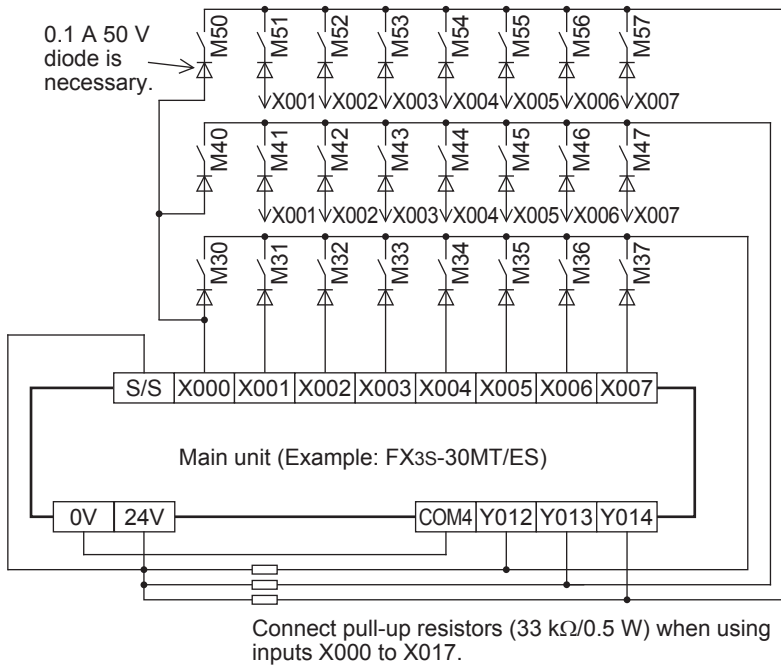 0.1 A 50 V
diode is
necessary.
M50 M51 M52 M53 M54 M55 M56 M57
X001 X002 X003 X004 X005 X006 X007
M40 M41 M42 M43 M44 M45 M46 M47
X001 X002 X003 X004 X005 X006 X007
M30 M31 M32 M33 M34 M35 M36 M37
S/S X000 X001 X002 X003 X004 X005 X006 X007
Main unit (Example: FX3S-30MT/ES)
0V 24V COM4 Y012 Y013 Y014
Connect pull-up resistors (33 kΩ/0.5 W) when using
inputs X000 to X017.